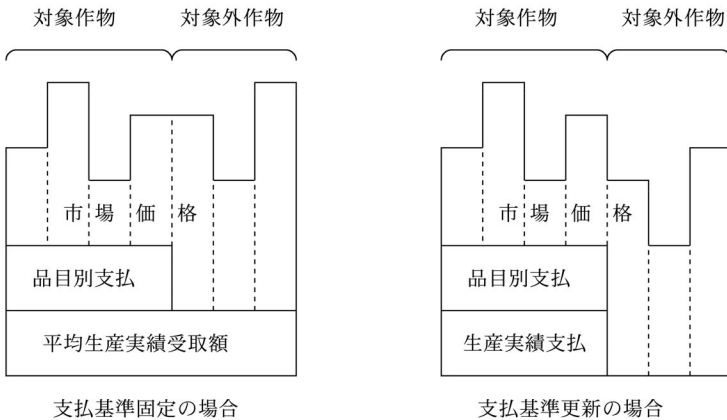 対象作物 対象外作物
市場価格
品目別支払
平均生産実績受取額
支払基準固定の場合
対象作物 対象外作物
市場価格
品目別支払
生産実績支払
支払基準更新の場合